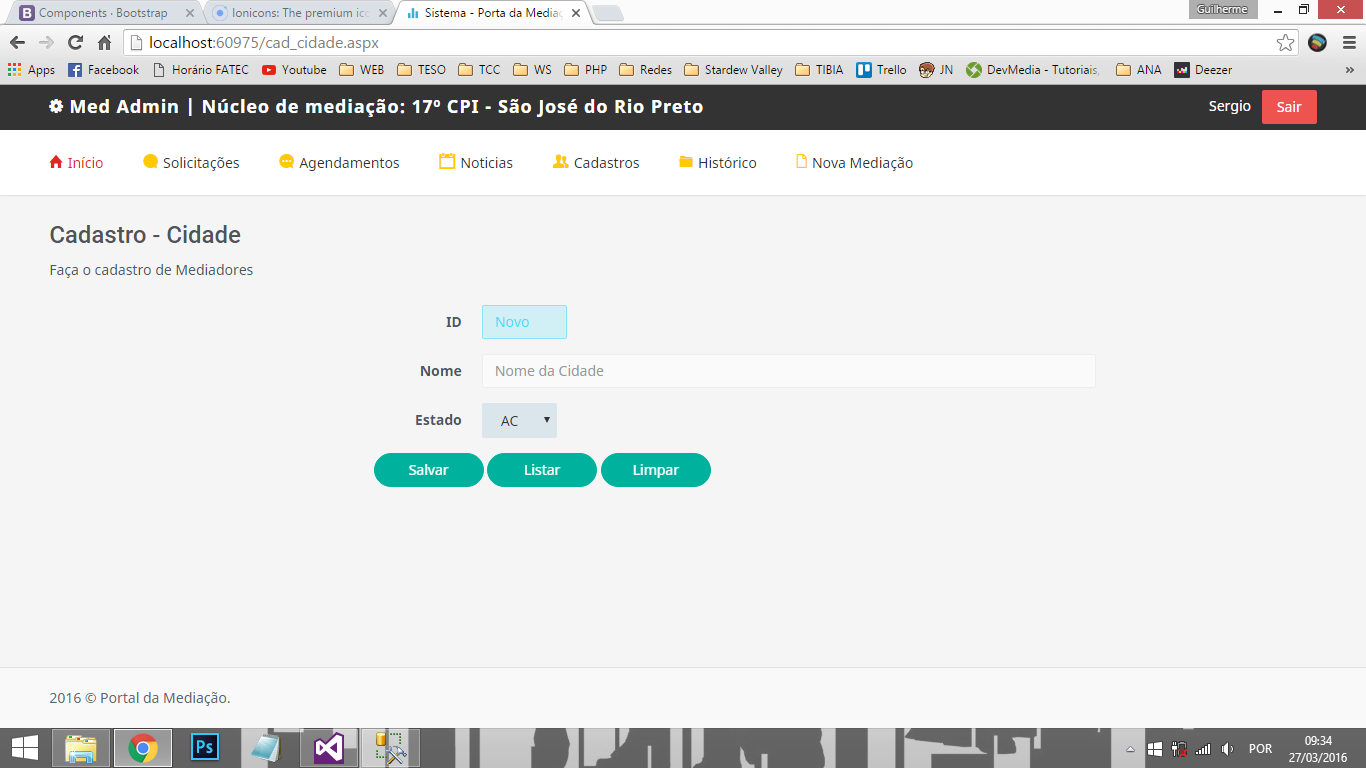 Components · Bootstrap
Ionicons: The premium ico
Sistema - Porta da Mediaç
Guilherme
localhost:60975/cad_cidade.aspx
Apps Facebook Horário FATEC Youtube WEB TESO TCC WS PHP Redes Stardew Valley TIBIA Trello JN DevMedia - Tutoriais, ANA Deezer »
Med Admin | Núcleo de mediação: 17º CPI - São José do Rio Preto
Sergio Sair
Início Solicitações Agendamentos Noticias Cadastros Histórico Nova Mediação
Cadastro - Cidade
Faça o cadastro de Mediadores
ID Novo
Nome Nome da Cidade
Estado AC
Salvar Listar Limpar
2016 © Portal da Mediação.
Ps
POR
09:34
27/03/2016